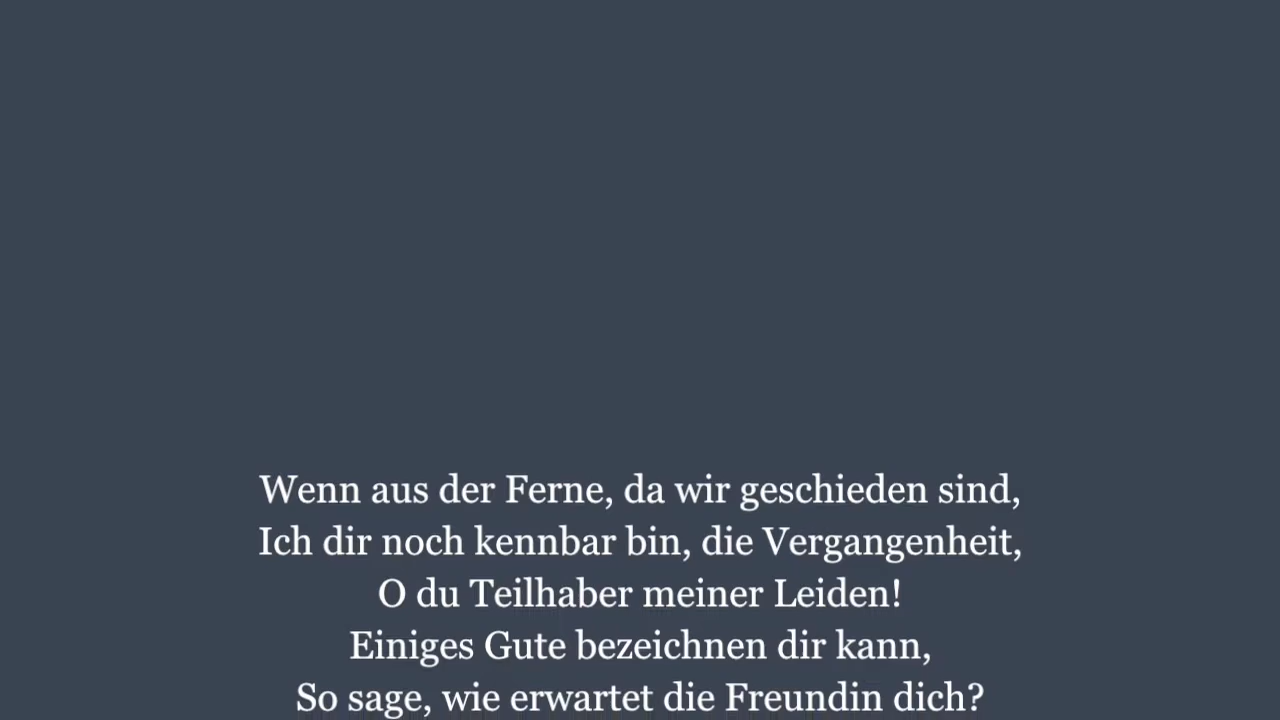 Wenn aus der Ferne, da wir geschieden sind,
Ich dir noch kennbar bin, die Vergangenheit,
O du Teilhaber meiner Leiden!
Einiges Gute bezeichnen dir kann,
So sage, wie erwartet die Freundin dich?